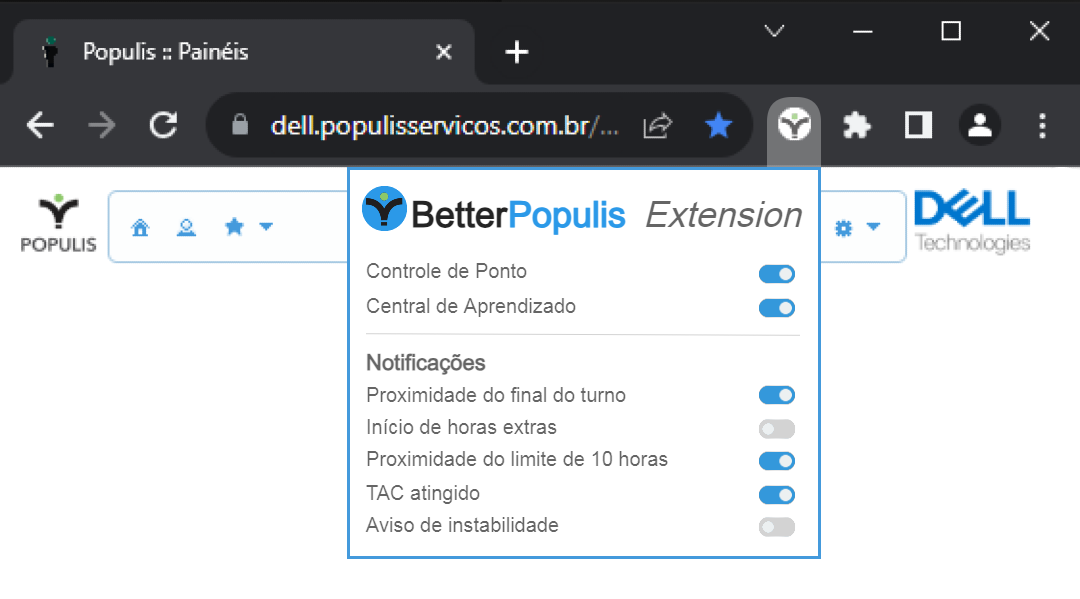 Populis :: Painéis
dell.populisservicos.com.br/...
POPULIS
BetterPopulis Extension
DELL
Technologies
Controle de Ponto
Central de Aprendizado
Notificações
Proximidade do final do turno
Início de horas extras
Proximidade do limite de 10 horas
TAC atingido
Aviso de instabilidade